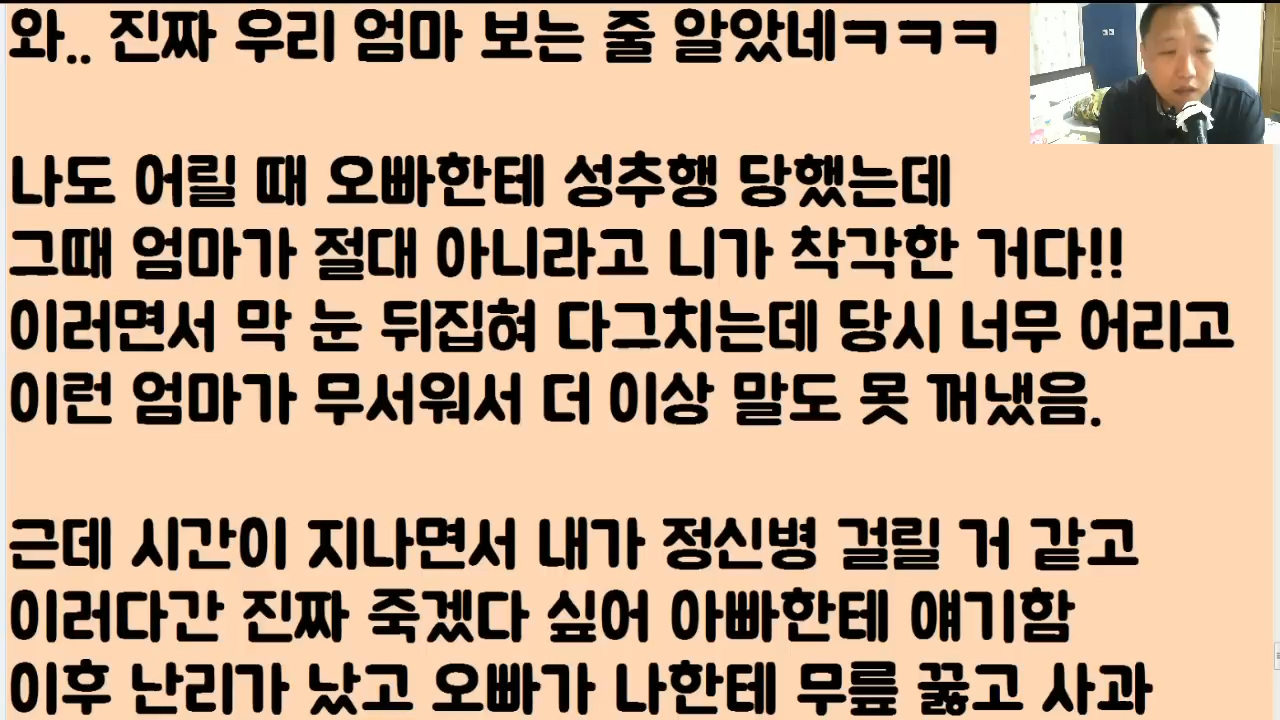 와.. 진짜 우리 엄마 보는 줄 알았네ㅋㅋㅋ
나도 어릴 때 오빠한테 성추행 당했는데
그때 엄마가 절대 아니라고 니가 착각한 거다!!
이러면서 막 눈 뒤집혀 다그치는데 당시 너무 어리고
이런 엄마가 무서워서 더 이상 말도 못 꺼냈음.
근데 시간이 지나면서 내가 정신병 걸릴 거 같고
이러다간 진짜 죽겠다 싶어 아빠한테 얘기함
이후 난리가 났고 오빠가 나한테 무릎 꿇고 사과